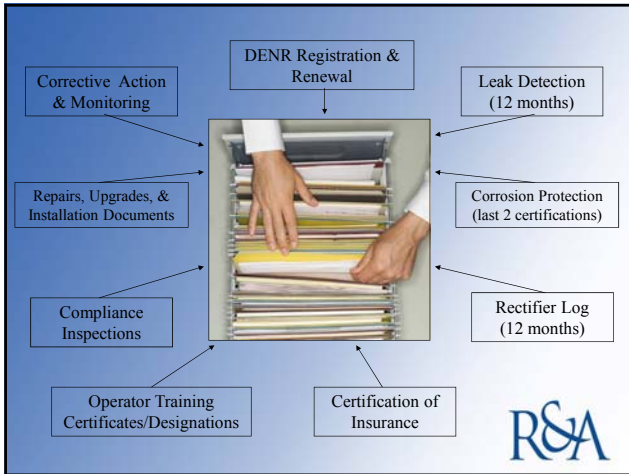 DENR Registration &
Renewal
Corrective Action
& Monitoring
Leak Detection
(12 months)
Repairs, Upgrades, &
Installation Documents
Corrosion Protection
(last 2 certifications)
Compliance
Inspections
Rectifier Log
(12 months)
Operator Training
Certificates/Designations
Certification of
Insurance
R&A